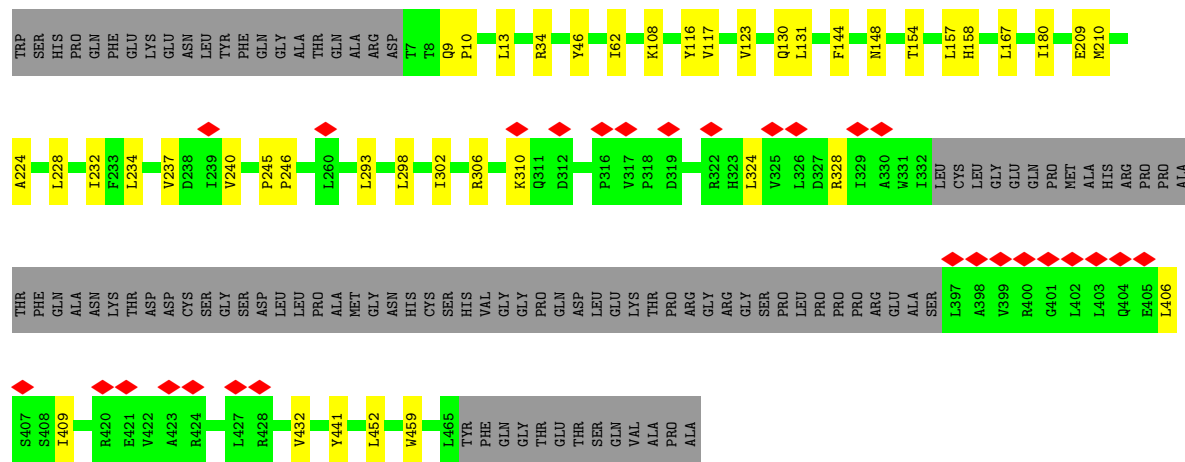 TRP SER HIS PRO GLN PHE GLU LYS GLU ASN LEU TYR PHE GLN GLY ALA THR GLN ALA ARG ASP T7 T8 Q9 P10 L13 R34 Y46 I62 K108 Y116 V117 V123 Q130 L131 F144 N148 T154 L157 H158 L167 I180 E209 M210
A224 L228 I232 F233 L234 V237 D238 I239 V240 P245 P246 L260 L293 L298 I302 R306 K310 Q311 D312 P316 V317 P318 D319 R322 H323 L324 V325 L326 D327 R328 I329 A330 W331 I332 LEU CYS LEU GLY GLU GLN PRO MET ALA HIS ARG PRO PRO ALA
THR PHE GLN ALA ASN LYS THR ASP ASP CYS SER GLY SER ASP LEU LEU PRO ALA MET GLY ASN HIS CYS SER HIS VAL GLY GLY PRO GLN ASP LEU GLU LYS THR PRO ARG GLY ARG GLY SER PRO LEU PRO PRO PRO ARG GLU ALA SER L397 A398 V399 R400 G401 L402 L403 Q404 E405 L406
S407 S408 I409 R420 E421 V422 A423 R424 L427 R428 V432 Y441 L452 W459 L465 TYR PHE GLN GLY THR GLU THR SER GLN VAL ALA PRO ALA